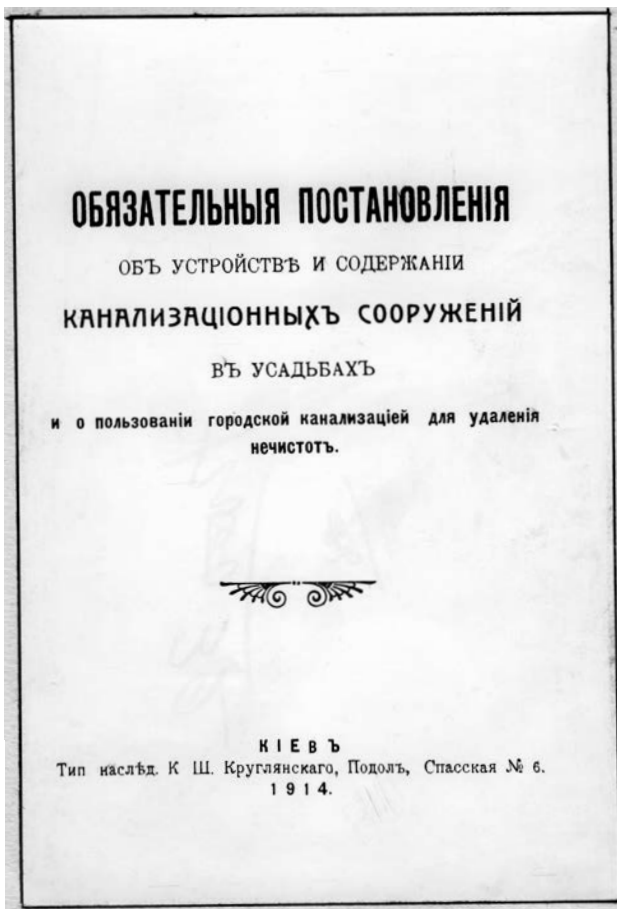 ОБЯЗАТЕЛЬНЫЯ ПОСТАНОВЛЕНІЯ
ОБЪ УСТРОЙСТВѢ И СОДЕРЖАНІИ
КАНАЛИЗАЦІОННЫХЪ СООРУЖЕНІЙ
ВЪ УСАДЬБАХЪ
и о пользованіи городской канализаціей для удаленія
нечистотъ.
КІЕВЪ
Тип наслѣд. К Ш. Круглянскаго, Подолъ, Спасская № 6.
1914.